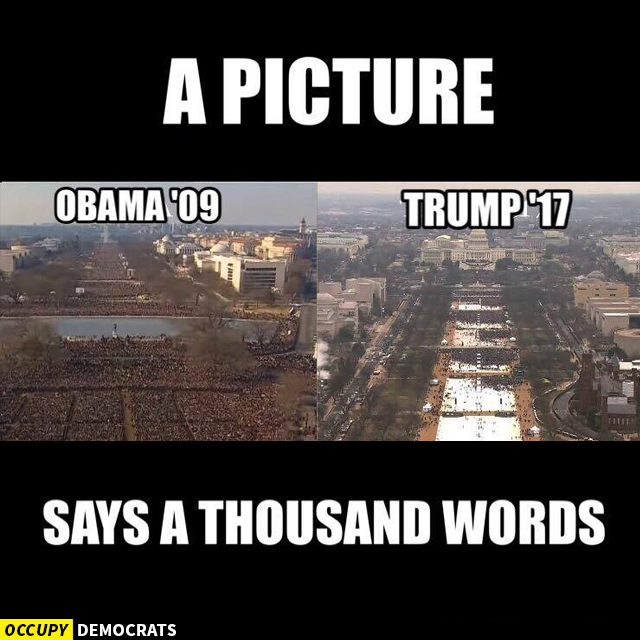 A PICTURE
OBAMA '09
TRUMP '17
SAYS A THOUSAND WORDS
OCCUPY DEMOCRATS